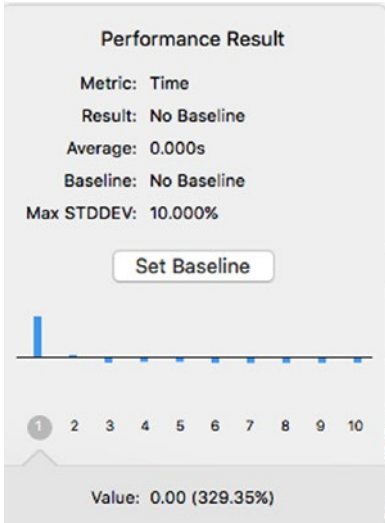 Performance Result
Metric: Time
Result: No Baseline
Average: 0.000s
Baseline: No Baseline
Max STDDEV: 10.000%
Set Baseline
1 2 3 4 5 6 7 8 9 10
Value: 0.00 (329.35%)